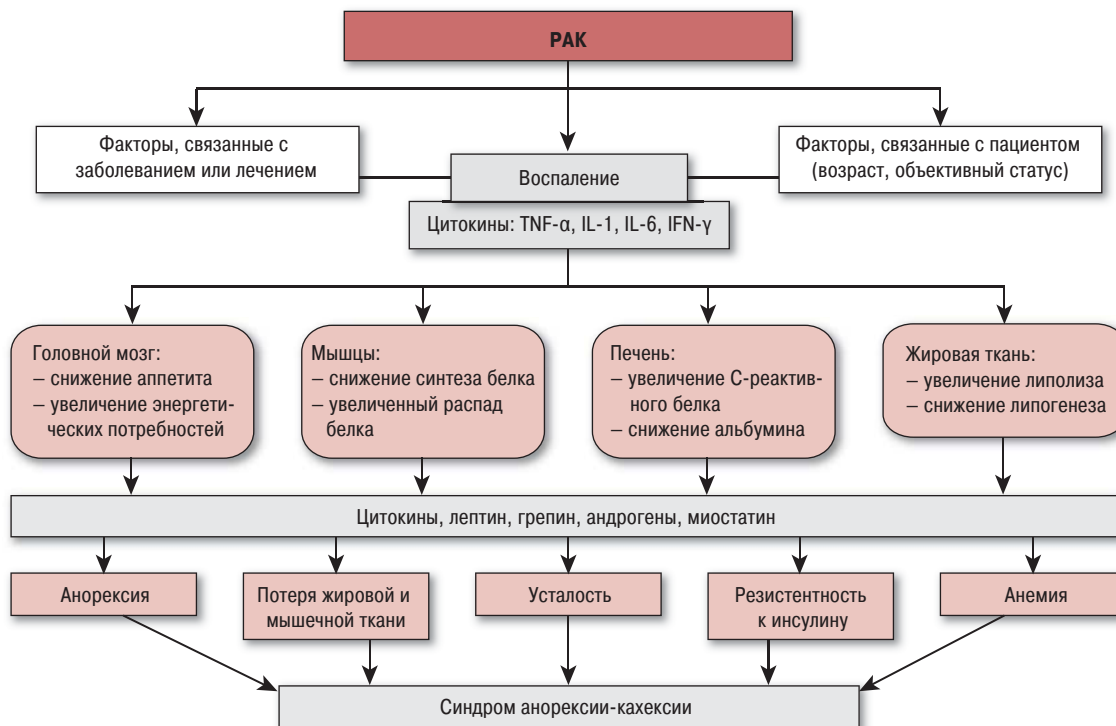 РАК
Факторы, связанные с
заболеванием или лечением
Воспаление
Факторы, связанные с пациентом
(возраст, объективный статус)
Цитокины: TNF-α, IL-1, IL-6, IFN-γ
Головной мозг:
– снижение аппетита
– увеличение энергети-
ческих потребностей
Мышцы:
– снижение синтеза белка
– увеличенный распад
белка
Печень:
– увеличение С-реактив-
ного белка
– снижение альбумина
Жировая ткань:
– увеличение липолиза
– снижение липогенеза
Цитокины, лептин, грепин, андрогены, миостатин
Анорексия
Потеря жировой и
мышечной ткани
Усталость
Резистентность
к инсулину
Анемия
Синдром анорексии-кахексии